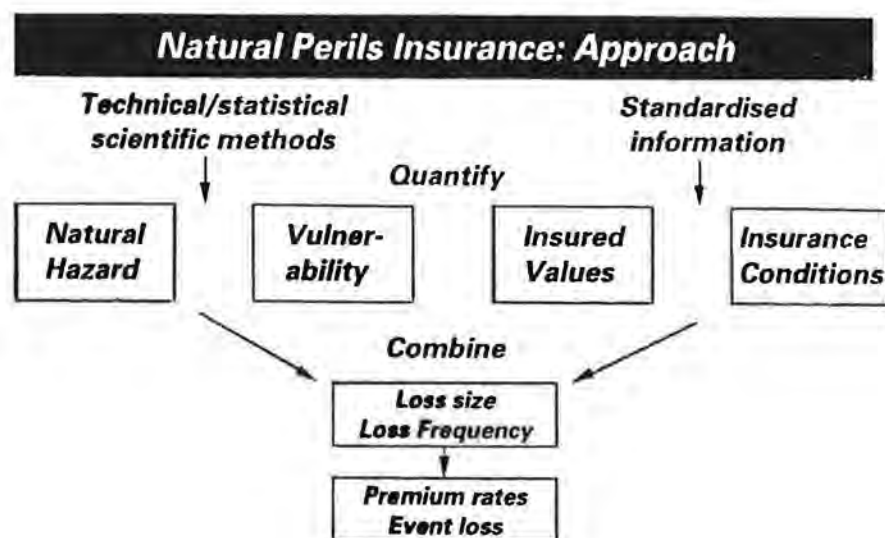 Natural Perils Insurance: Approach
Technical/statistical
scientific methods
Standardised
information
Quantify
Natural
Hazard
Vulner-
ability
Insured
Values
Insurance
Conditions
Combine
Loss size
Loss Frequency
Premium rates
Event loss